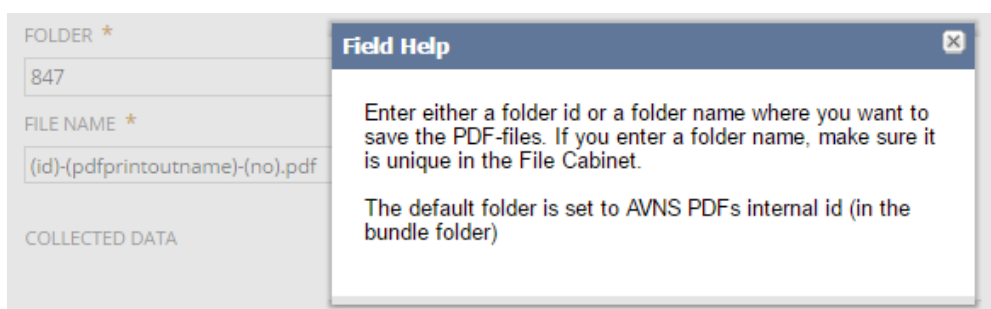 FOLDER *
847
FILE NAME *
(id)-(pdfprintoutname)-(no).pdf
COLLECTED DATA
Field Help
Enter either a folder id or a folder name where you want to
save the PDF-files. If you enter a folder name, make sure it
is unique in the File Cabinet.
The default folder is set to AVNS PDFs internal id (in the
bundle folder)